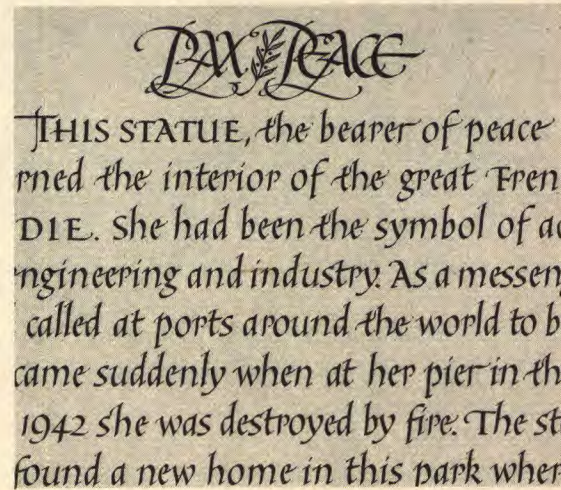 PAX PEACE
THIS STATUE, the bearer of peace
rned the interior of the great Fren
DIE. She had been the symbol of ac
ngineering and industry. As a messen
called at ports around the world to b
came suddenly when at her pier in th
1942 she was destroyed by fire. The st
found a new home in this park wher